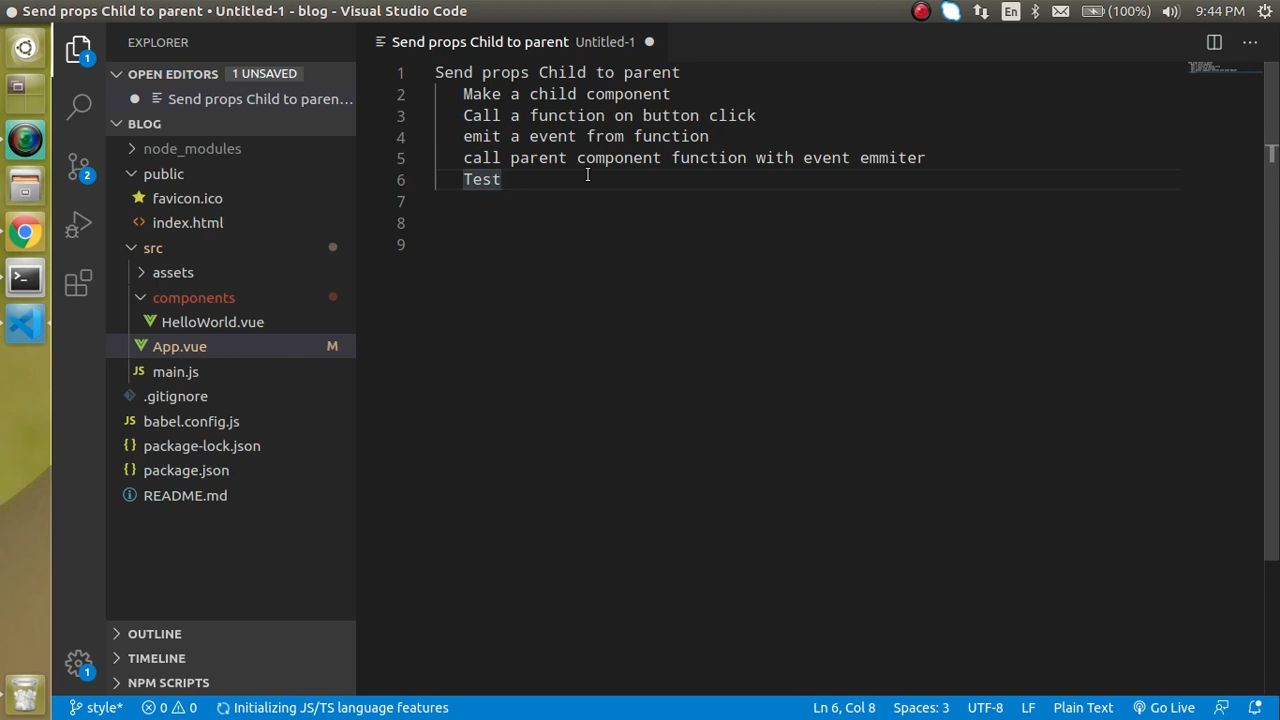 Send props Child to parent • Untitled-1 - blog - Visual Studio Code En (100%) 9:44 PM
EXPLORER
Send props Child to parent Untitled-1
OPEN EDITORS 1 UNSAVED
Send props Child to paren…
BLOG
node_modules
public
favicon.ico
index.html
src
assets
components
HelloWorld.vue
App.vue M
main.js
.gitignore
babel.config.js
package-lock.json
package.json
README.md
OUTLINE
TIMELINE
NPM SCRIPTS
1 Send props Child to parent
2 Make a child component
3 Call a function on button click
4 emit a event from function
5 call parent component function with event emmiter
6 Test
7
8
9
1
2
1
style* 0 0 Initializing JS/TS language features Ln 6, Col 8 Spaces: 3 UTF-8 LF Plain Text Go Live